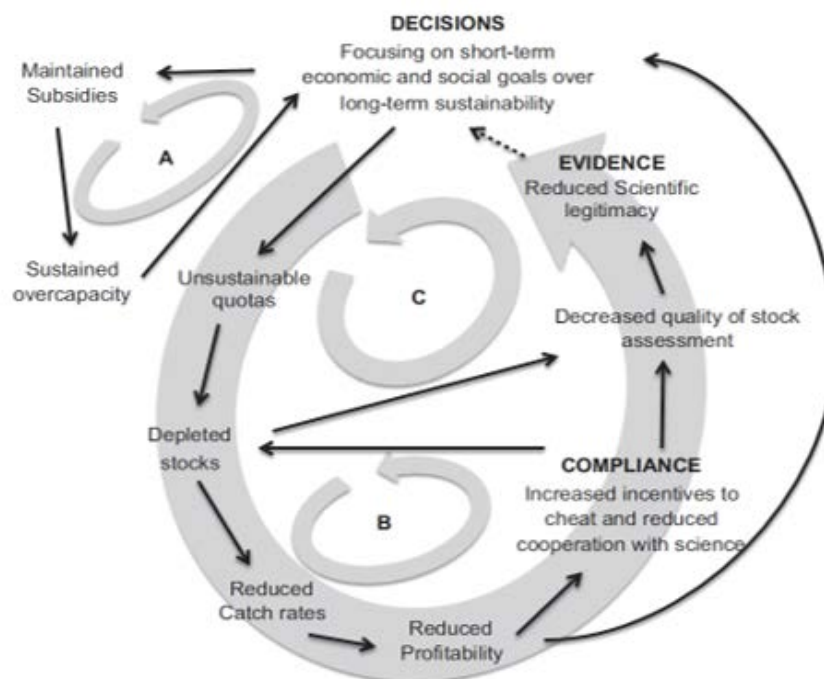 DECISIONS
Focusing on short-term
economic and social goals over
long-term sustainability
Maintained
Subsidies
A
EVIDENCE
Reduced Scientific
legitimacy
Sustained
overcapacity
Unsustainable
quotas
C
Decreased quality of stock
assessment
Depleted
stocks
COMPLIANCE
Increased incentives to
cheat and reduced
cooperation with science
B
Reduced
Catch rates
Reduced
Profitability